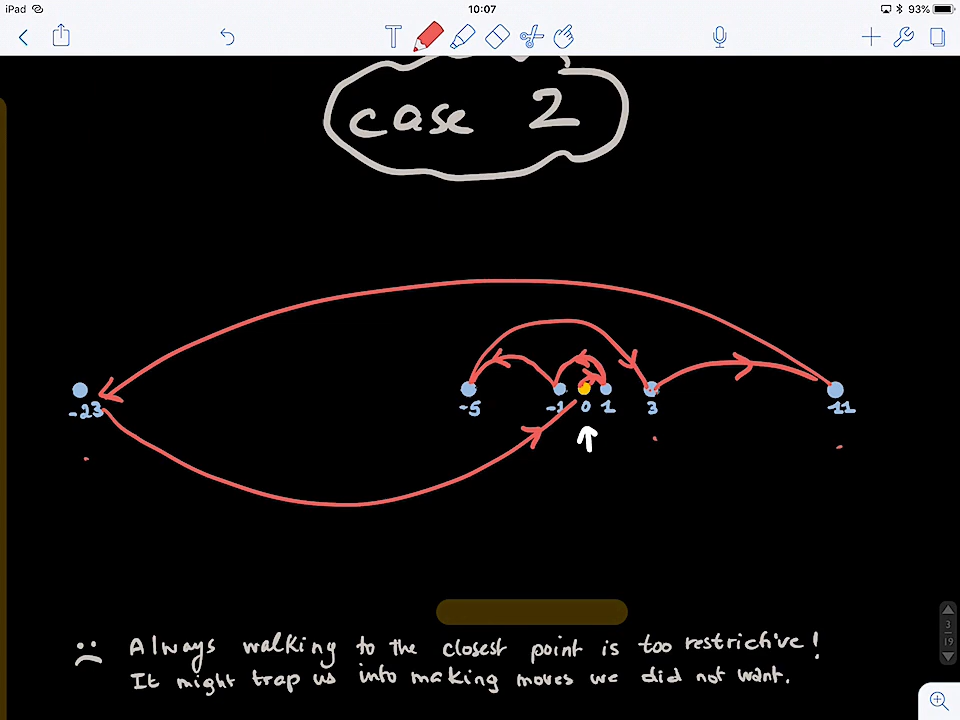 iPad 10:07 93%
T
case 2
-23 -5 -1 0 1 3 11
3
19
Always walking to the closest point is too restrictive!
It might trap us into making moves we did not want.